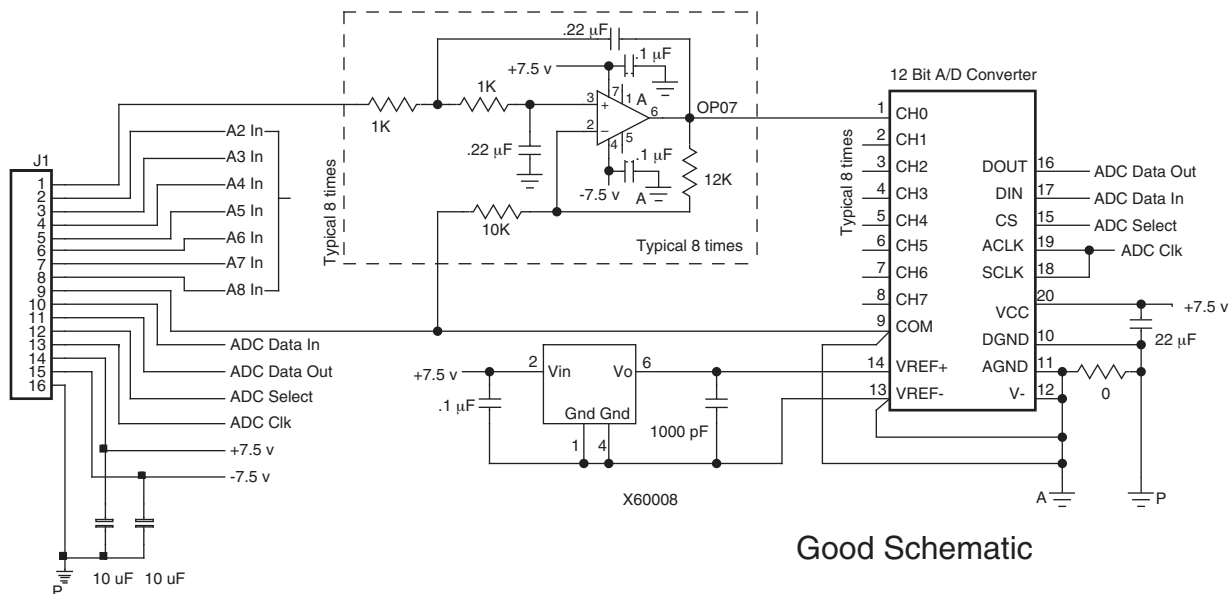 .22 µF
.1 µF
+7.5 v
12 Bit A/D Converter
1K
1K
3
+
7
1
A
6
OP07
2
−
4
5
.22 µF
.1 µF
-7.5 v
A
12K
10K
Typical 8 times
Typical 8 times
Typical 8 times
J1
1
2
3
4
5
6
7
8
9
10
11
12
13
14
15
16
A2 In
A3 In
A4 In
A5 In
A6 In
A7 In
A8 In
ADC Data In
ADC Data Out
ADC Select
ADC Clk
+7.5 v
-7.5 v
10 uF
10 uF
P
1 CH0
2 CH1
3 CH2
4 CH3
5 CH4
6 CH5
7 CH6
8 CH7
9 COM
14 VREF+
13 VREF-
DOUT 16 ADC Data Out
DIN 17 ADC Data In
CS 15 ADC Select
ACLK 19 ADC Clk
SCLK 18
VCC 20 +7.5 v
DGND 10 22 µF
AGND 11
V- 12
0
A
P
+7.5 v
2 Vin
Vo 6
.1 µF
Gnd Gnd
1
4
1000 pF
X60008
Good Schematic